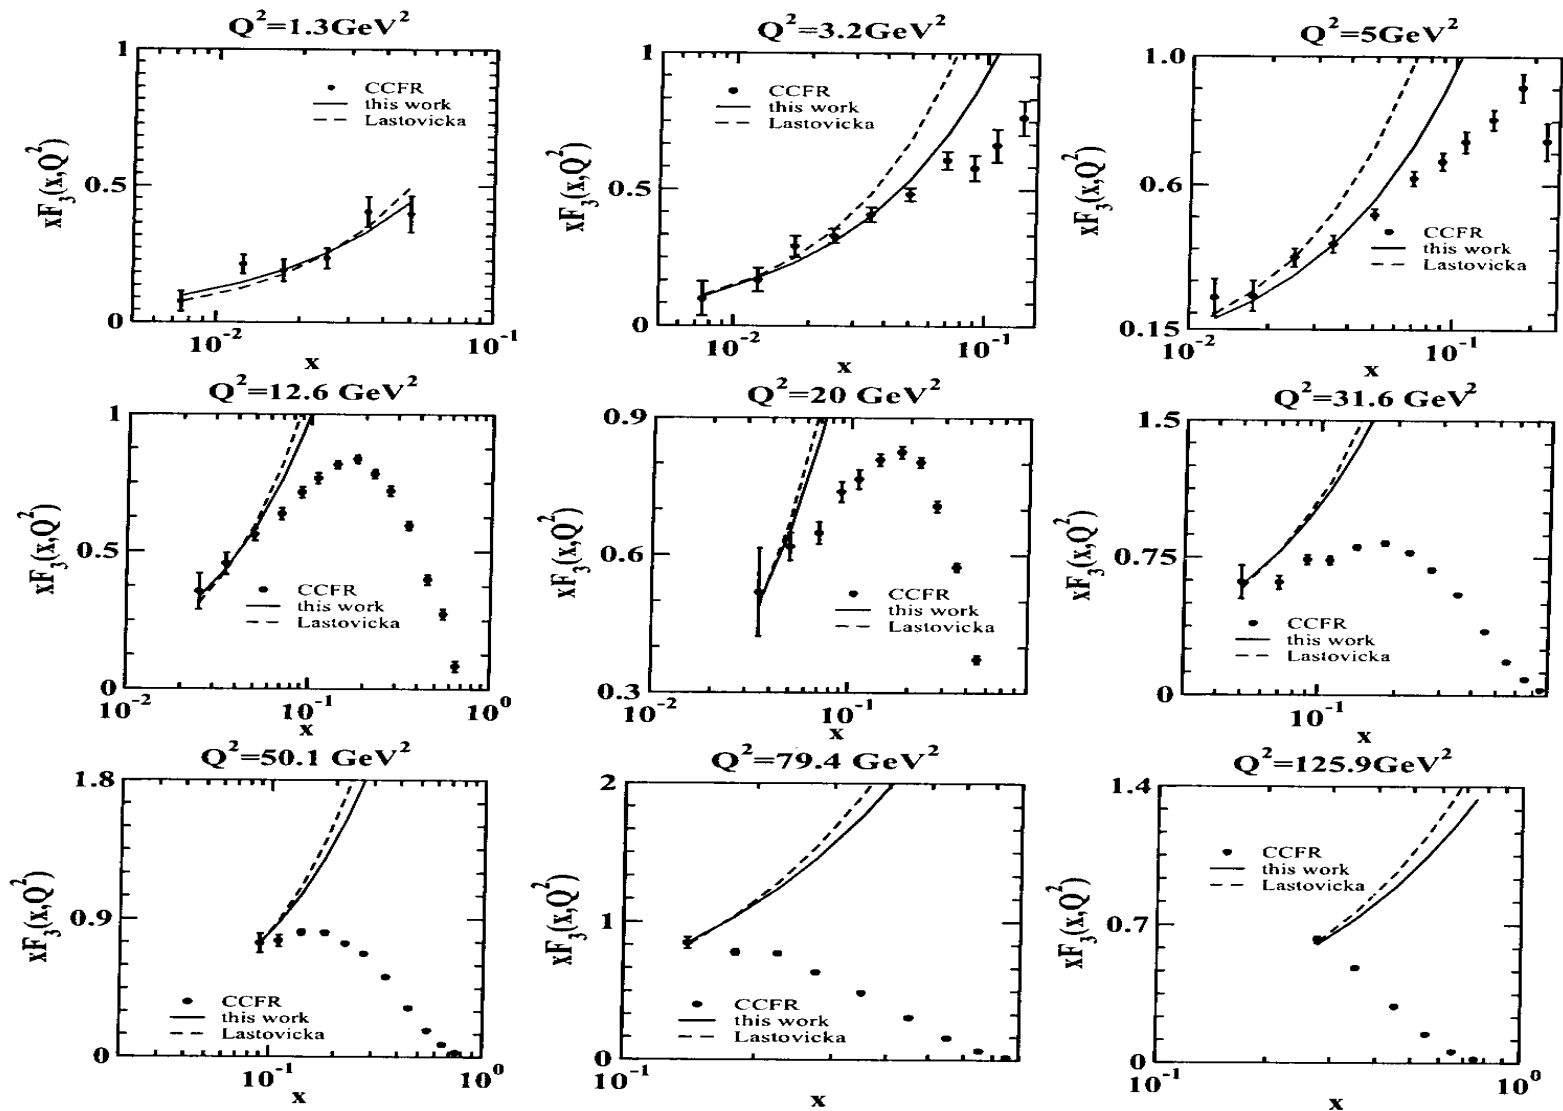 Q²=1.3GeV²
1
CCFR
this work
Lastovicka
xF₃(x,Q²)
0.5
0
10⁻²
10⁻¹
x
Q²=3.2GeV²
1
CCFR
this work
Lastovicka
xF₃(x,Q²)
0.5
0
10⁻²
10⁻¹
x
Q²=5GeV²
1.0
xF₃(x,Q²)
0.6
CCFR
this work
Lastovicka
0.15
10⁻²
10⁻¹
x
Q²=12.6 GeV²
1
xF₃(x,Q²)
0.5
CCFR
this work
Lastovicka
0
10⁻²
10⁻¹
10⁰
x
Q²=20 GeV²
0.9
xF₃(x,Q²)
0.6
CCFR
this work
Lastovicka
0.3
10⁻²
10⁻¹
x
Q²=31.6 GeV²
1.5
xF₃(x,Q²)
0.75
CCFR
this work
Lastovicka
0
10⁻¹
x
Q²=50.1 GeV²
1.8
xF₃(x,Q²)
0.9
CCFR
this work
Lastovicka
0
10⁻¹
10⁰
x
Q²=79.4 GeV²
2
xF₃(x,Q²)
1
CCFR
this work
Lastovicka
0
10⁻¹
x
Q²=125.9GeV²
1.4
CCFR
this work
Lastovicka
xF₃(x,Q²)
0.7
0
10⁻¹
10⁰
x